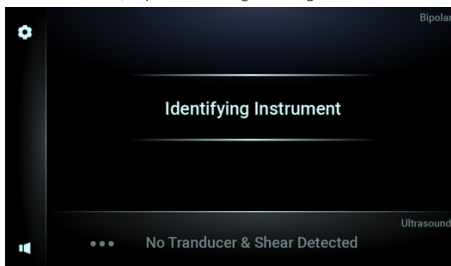 Bipolar
Identifying Instrument
Ultrasound
No Tranducer & Shear Detected